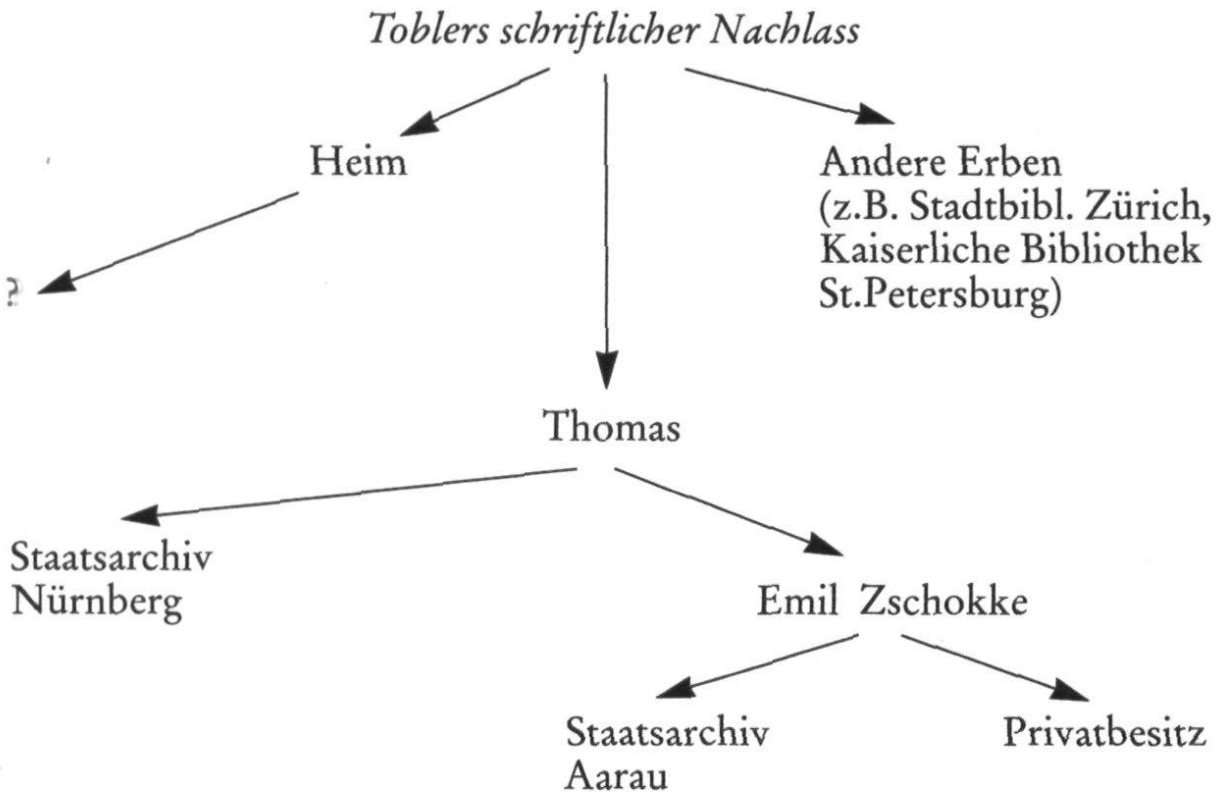 Toblers schriftlicher Nachlass
Heim
Andere Erben
(z.B. Stadtbibl. Zürich,
Kaiserliche Bibliothek
St.Petersburg)
?
Thomas
Staatsarchiv
Nürnberg
Emil Zschokke
Staatsarchiv
Aarau
Privatbesitz